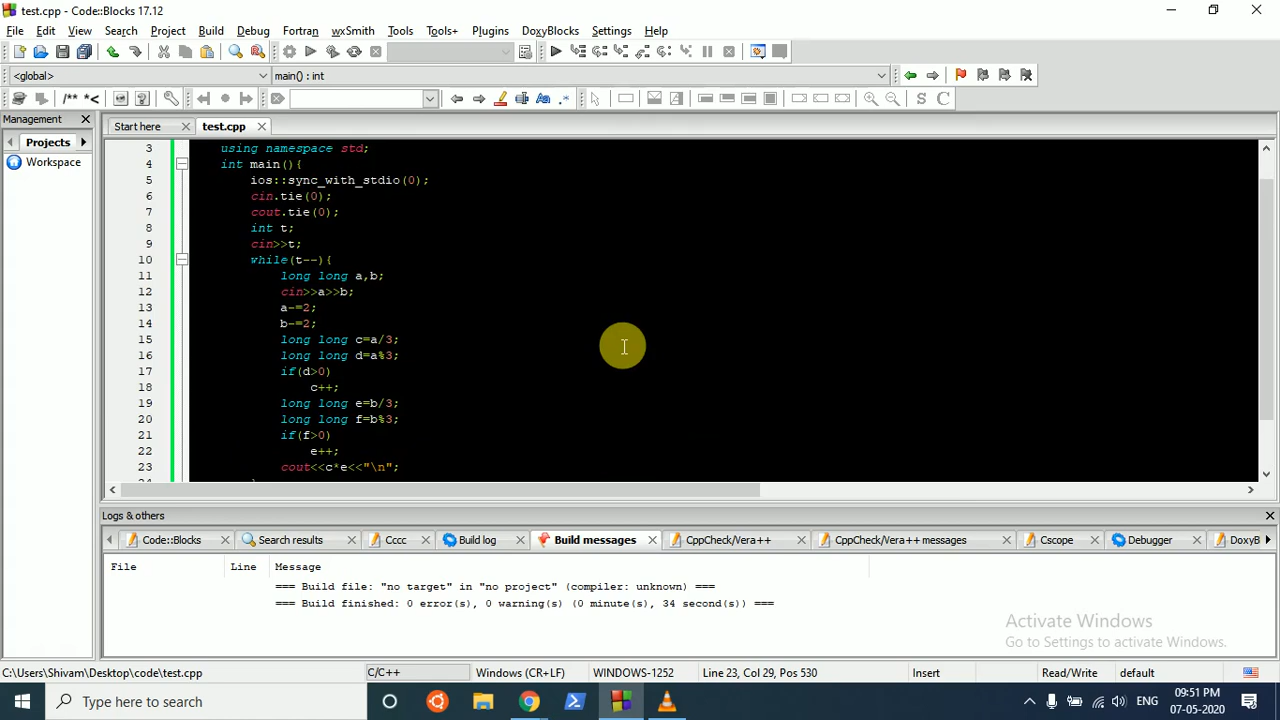 test.cpp - Code::Blocks 17.12
File Edit View Search Project Build Debug Fortran wxSmith Tools Tools+ Plugins DoxyBlocks Settings Help
<global> main() : int
/** *< S C
Management Start here test.cpp
Projects
Workspace
3 using namespace std;
4 int main(){
5 ios::sync_with_stdio(0);
6 cin.tie(0);
7 cout.tie(0);
8 int t;
9 cin>>t;
10 while(t--){
11 long long a,b;
12 cin>>a>>b;
13 a-=2;
14 b-=2;
15 long long c=a/3;
16 long long d=a%3;
17 if(d>0)
18 c++;
19 long long e=b/3;
20 long long f=b%3;
21 if(f>0)
22 e++;
23 cout<<c*e<<"\n";
Logs & others
Code::Blocks Search results Cccc Build log Build messages CppCheck/Vera++ CppCheck/Vera++ messages Cscope Debugger DoxyB
File Line Message
=== Build file: "no target" in "no project" (compiler: unknown) ===
=== Build finished: 0 error(s), 0 warning(s) (0 minute(s), 34 second(s)) ===
Activate Windows
Go to Settings to activate Windows.
C:\Users\Shivam\Desktop\code\test.cpp C/C++ Windows (CR+LF) WINDOWS-1252 Line 23, Col 29, Pos 530 Insert Read/Write default
Type here to search ENG 09:51 PM
07-05-2020